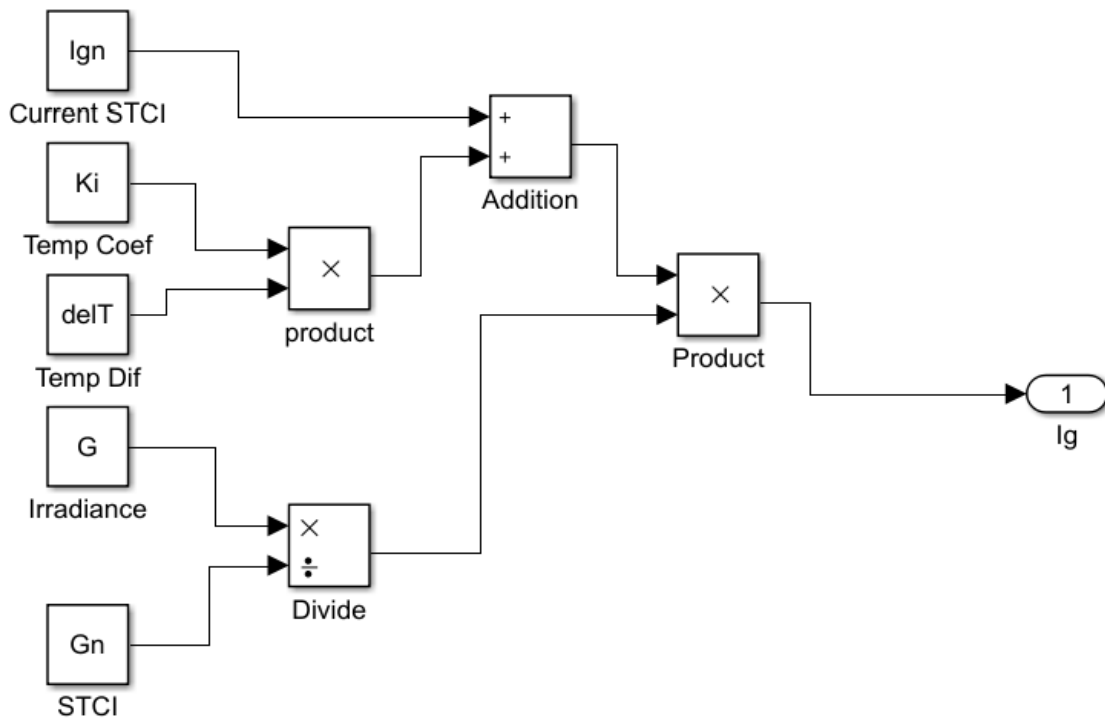 Ign
Current STCI
Ki
Temp Coef
delT
Temp Dif
G
Irradiance
Gn
STCI
×
product
×
÷
Divide
+
+
Addition
×
Product
1
Ig